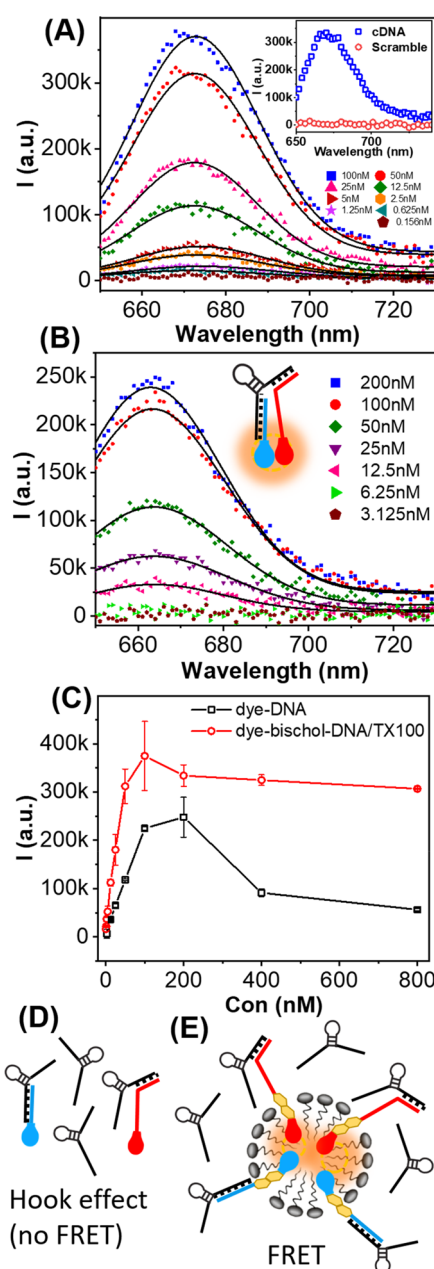 (A)
300k
200k
100k
0
I (a.u.)
660 680 700 720
Wavelength (nm)
300k
200k
100k
0
I (a.u.)
650 700
Wavelength (nm)
cDNA
Scramble
100nM 50nM
25nM 12.5nM
5nM 2.5nM
1.25nM 0.625nM
0.156nM
(B)
250k
200k
150k
100k
50k
0
I (a.u.)
660 680 700 720
Wavelength (nm)
200nM
100nM
50nM
25nM
12.5nM
6.25nM
3.125nM
(C)
400k
300k
200k
100k
0
I (a.u.)
0 200 400 600 800
Con (nM)
dye-DNA
dye-bischol-DNA/TX100
(D)
Hook effect
(no FRET)
(E)
FRET